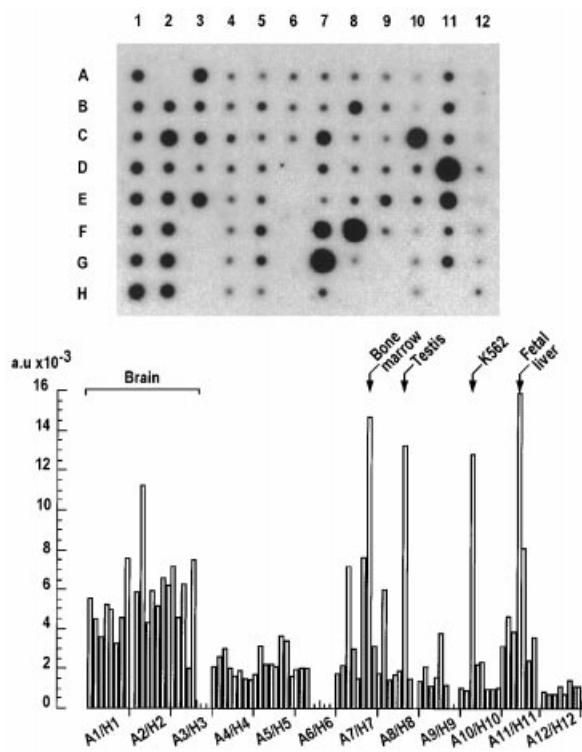 1 2 3 4 5 6 7 8 9 10 11 12
A
B
C
D
E
F
G
H
a.u x10-3
Brain
Bone marrow
Testis
K562
Fetal liver
16
14
12
10
8
6
4
2
0
A1/H1 A2/H2 A3/H3 A4/H4 A5/H5 A6/H6 A7/H7 A8/H8 A9/H9 A10/H10 A11/H11 A12/H12